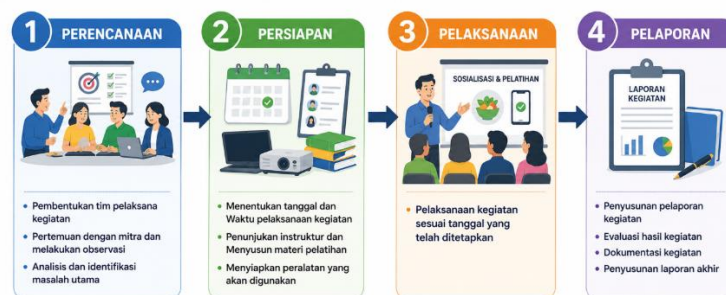 1 PERENCANAAN
• Pembentukan tim pelaksana
kegiatan
• Pertemuan dengan mitra dan
melakukan observasi
• Analisis dan identifikasi
masalah utama
2 PERSIAPAN
• Menentukan tanggal dan
Waktu pelaksanaan kegiatan
• Penunjukan instruktur dan
Menyusun materi pelatihan
• Menyiapkan peralatan yang
akan digunakan
3 PELAKSANAAN
SOSIALISASI & PELATIHAN
• Pelaksanaan kegiatan
sesuai tanggal yang
telah ditetapkan
4 PELAPORAN
LAPORAN
KEGIATAN
• Penyusunan pelaporan
kegiatan
• Evaluasi hasil kegiatan
• Dokumentasi kegiatan
• Penyusunan laporan akhir